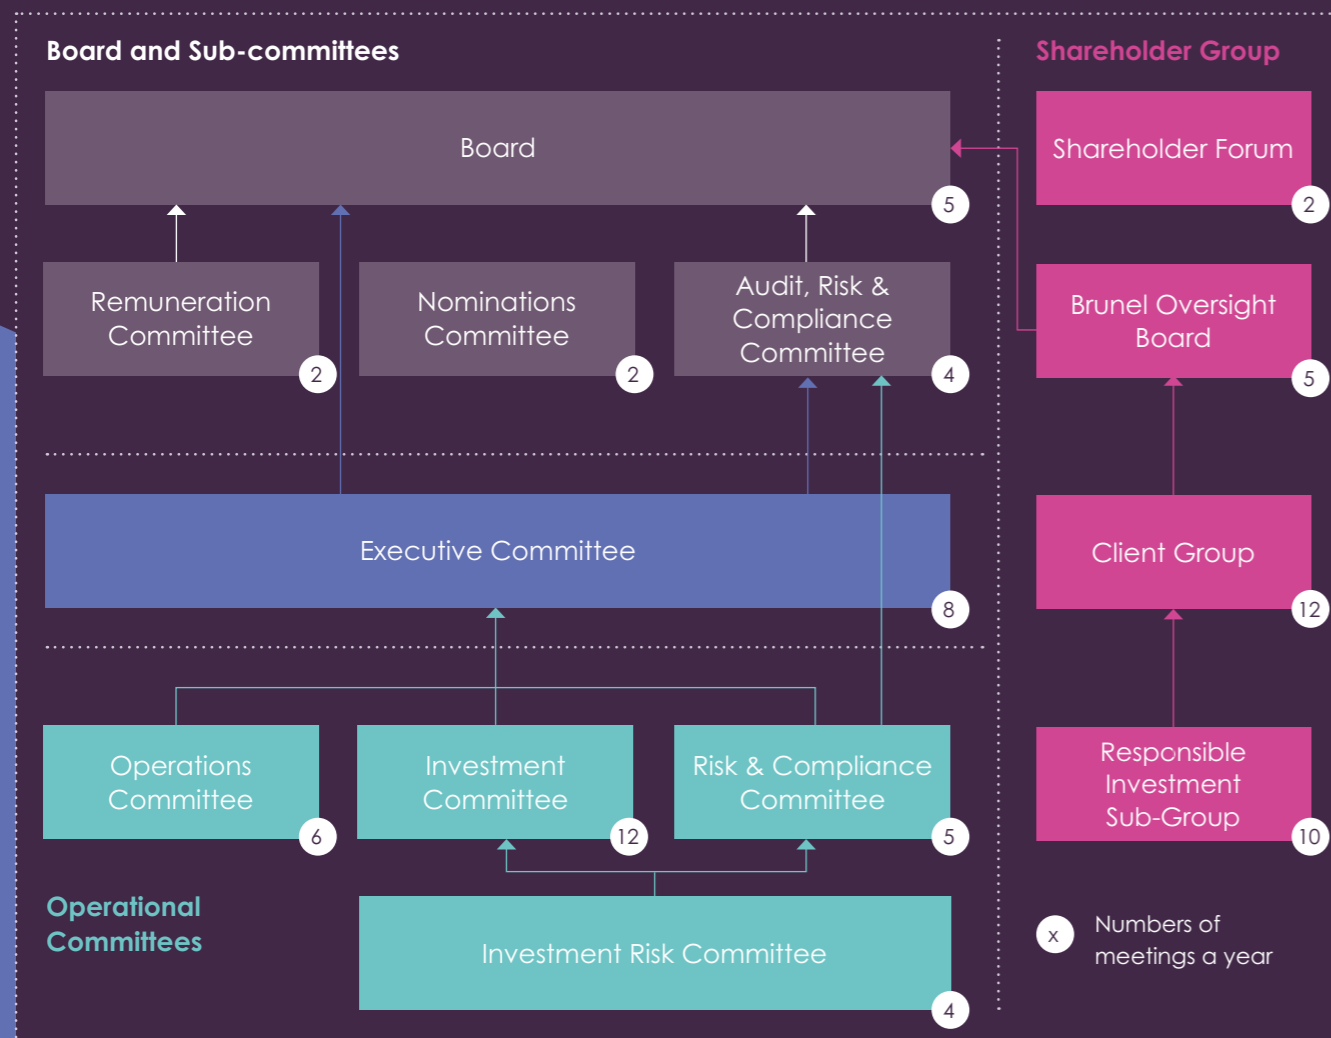 Board and Sub-committees
Shareholder Group
Board
5
Shareholder Forum
2
Remuneration
Committee
2
Nominations
Committee
2
Audit, Risk &
Compliance
Committee
4
Brunel Oversight
Board
5
Executive Committee
8
Client Group
12
Operations
Committee
6
Investment
Committee
12
Risk & Compliance
Committee
5
Responsible
Investment
Sub-Group
10
Operational
Committees
Investment Risk Committee
4
x
Numbers of
meetings a year